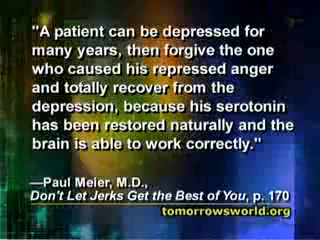 "A patient can be depressed for
many years, then forgive the one
who caused his repressed anger
and totally recover from the
depression, because his serotonin
has been restored naturally and the
brain is able to work correctly."
—Paul Meier, M.D.,
Don't Let Jerks Get the Best of You, p. 170
tomorrowsworld.org